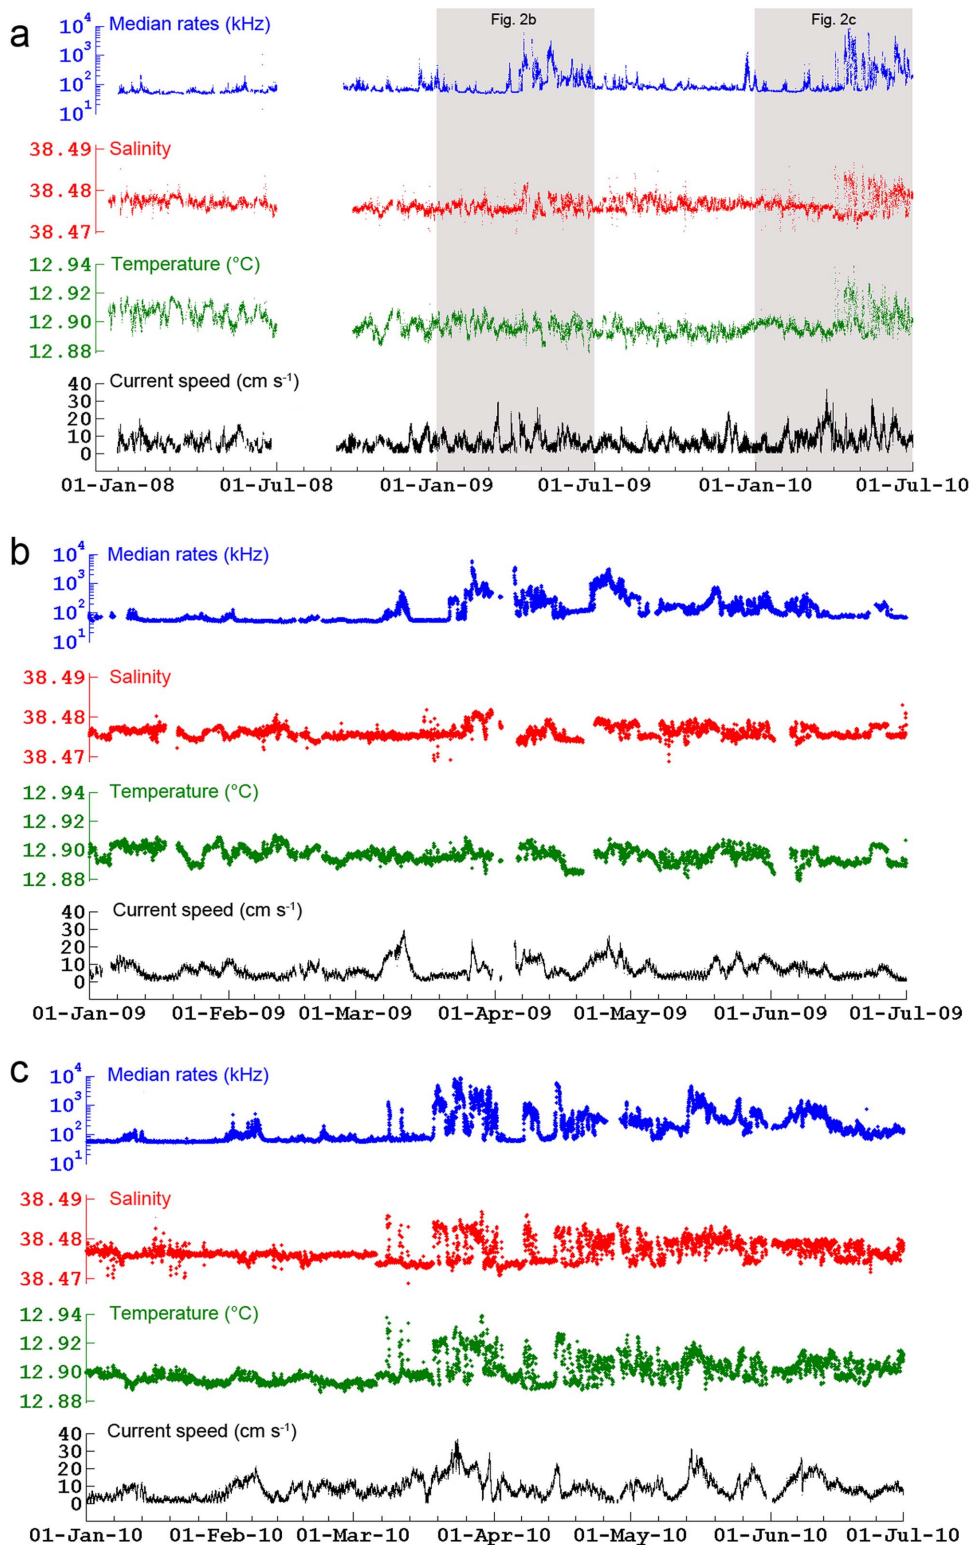 a
Fig. 2b
Fig. 2c
Median rates (kHz)
10⁴
10³
10²
10¹
Salinity
38.49
38.48
38.47
Temperature (°C)
12.94
12.92
12.90
12.88
Current speed (cm s⁻¹)
40
30
20
10
0
01-Jan-08 01-Jul-08 01-Jan-09 01-Jul-09 01-Jan-10 01-Jul-10
b
Median rates (kHz)
10⁴
10³
10²
10¹
Salinity
38.49
38.48
38.47
Temperature (°C)
12.94
12.92
12.90
12.88
Current speed (cm s⁻¹)
40
30
20
10
0
01-Jan-09 01-Feb-09 01-Mar-09 01-Apr-09 01-May-09 01-Jun-09 01-Jul-09
c
Median rates (kHz)
10⁴
10³
10²
10¹
Salinity
38.49
38.48
38.47
Temperature (°C)
12.94
12.92
12.90
12.88
Current speed (cm s⁻¹)
40
30
20
10
0
01-Jan-10 01-Feb-10 01-Mar-10 01-Apr-10 01-May-10 01-Jun-10 01-Jul-10